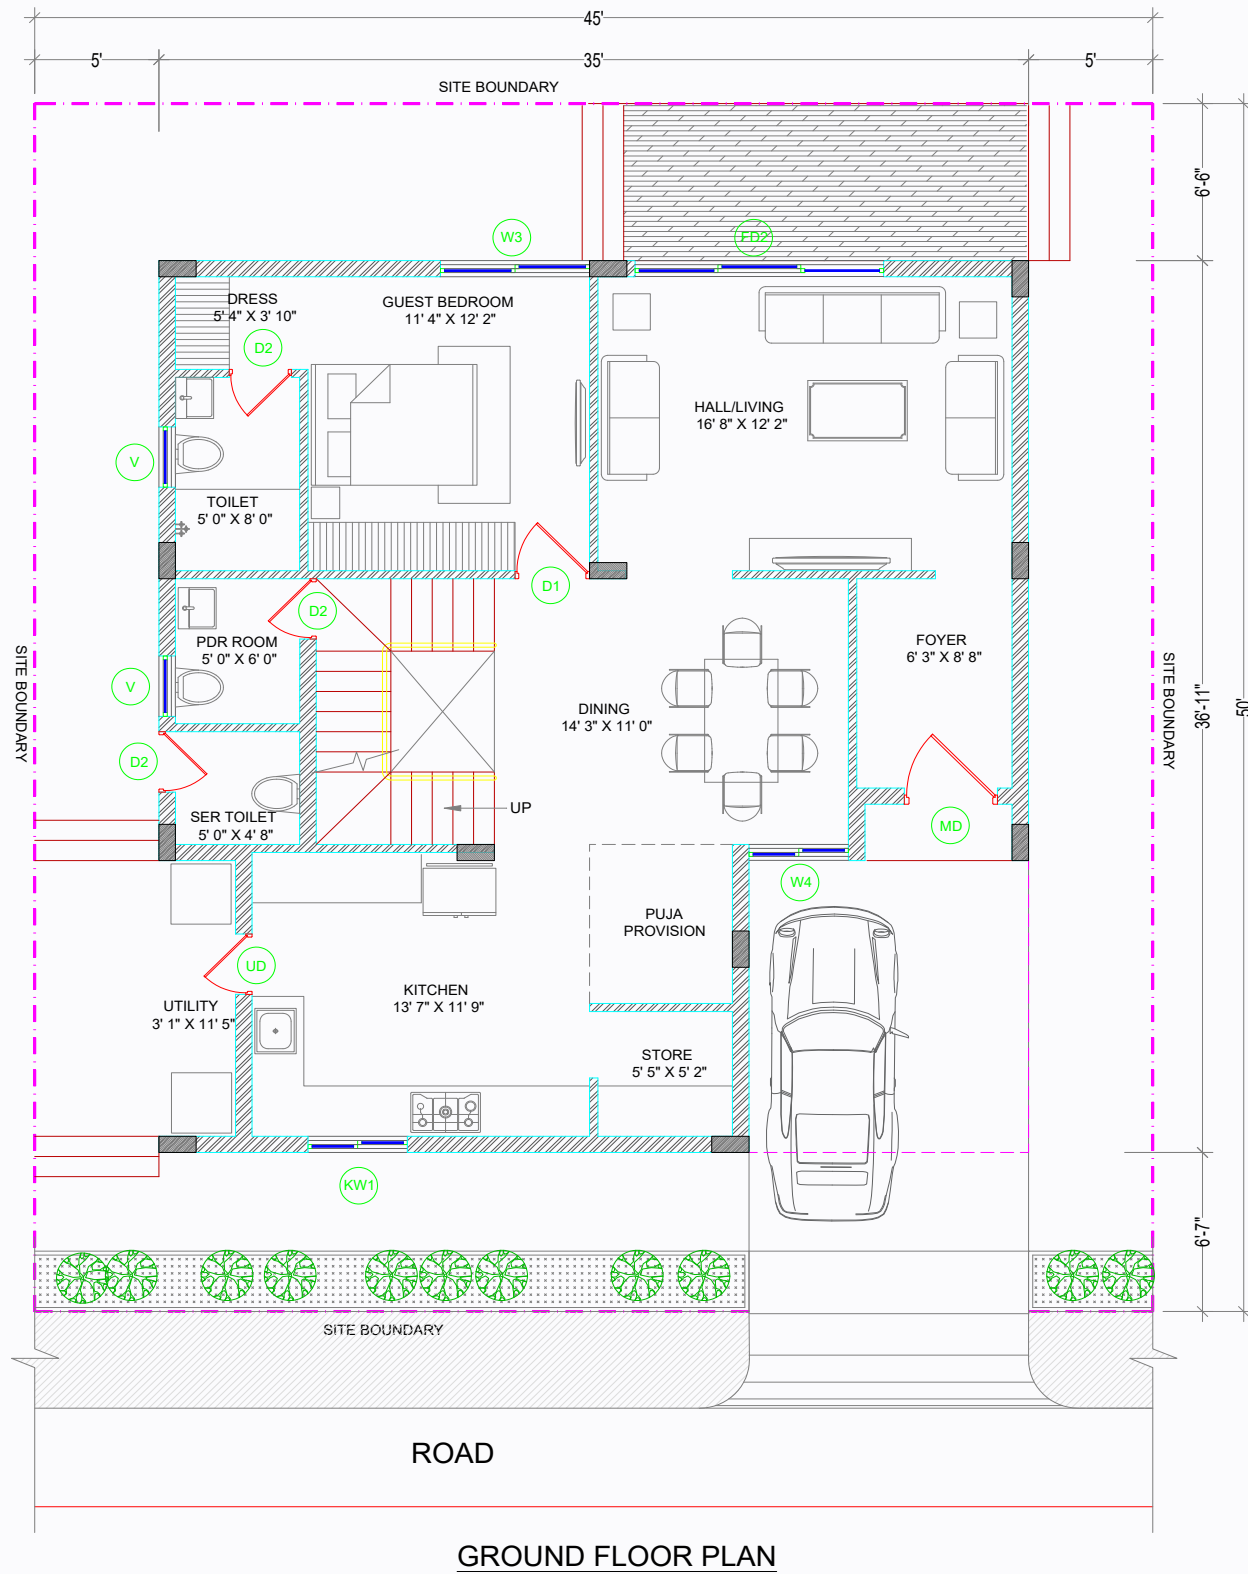 45'
5'
35'
5'
SITE BOUNDARY
6'-6"
W3
FD2
DRESS
5' 4" X 3' 10"
GUEST BEDROOM
11' 4" X 12' 2"
D2
HALL/LIVING
16' 8" X 12' 2"
V
TOILET
5' 0" X 8' 0"
D1
D2
PDR ROOM
5' 0" X 6' 0"
FOYER
6' 3" X 8' 8"
SITE BOUNDARY
SITE BOUNDARY
V
DINING
14' 3" X 11' 0"
36'-11"
50'
D2
UP
SER TOILET
5' 0" X 4' 8"
MD
W4
PUJA
PROVISION
UD
KITCHEN
13' 7" X 11' 9"
UTILITY
3' 1" X 11' 5"
STORE
5' 5" X 5' 2"
KW1
6'-7"
SITE BOUNDARY
ROAD
GROUND FLOOR PLAN